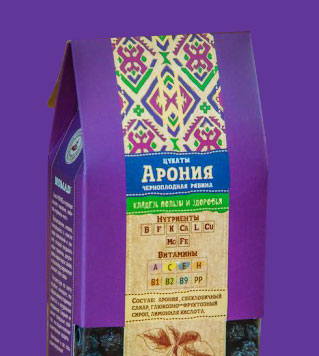 ЦУКАТЫ
АРОНИЯ
ЧЕРНОПЛОДНАЯ РЯБИНА
КЛАДЕЗЬ ПОЛЬЗЫ И ЗДОРОВЬЯ
НУТРИЕНТЫ
B F K Ca L Cu
Mo Fe
ВИТАМИНЫ
A C E H
B1 B2 B9 PP
СОСТАВ: АРОНИЯ, СВЕКЛОВИЧНЫЙ
САХАР, ГЛЮКОЗНО-ФРУКТОЗНЫЙ
СИРОП, ЛИМОННАЯ КИСЛОТА.